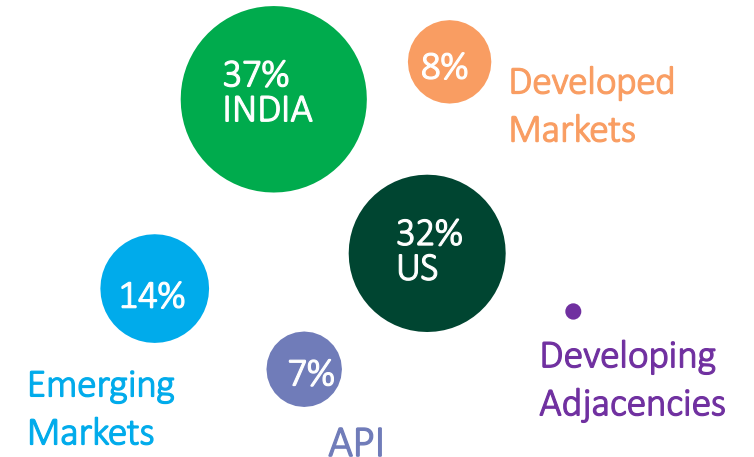 37%
INDIA
8%
Developed
Markets
32%
US
14%
Emerging
Markets
7%
API
Developing
Adjacencies